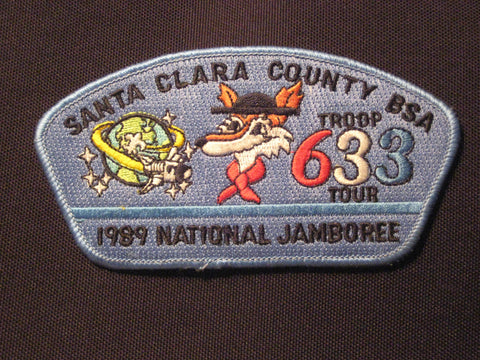 SANTA CLARA COUNTY BSA
TROOP
633
TOUR
1989 NATIONAL JAMBOREE